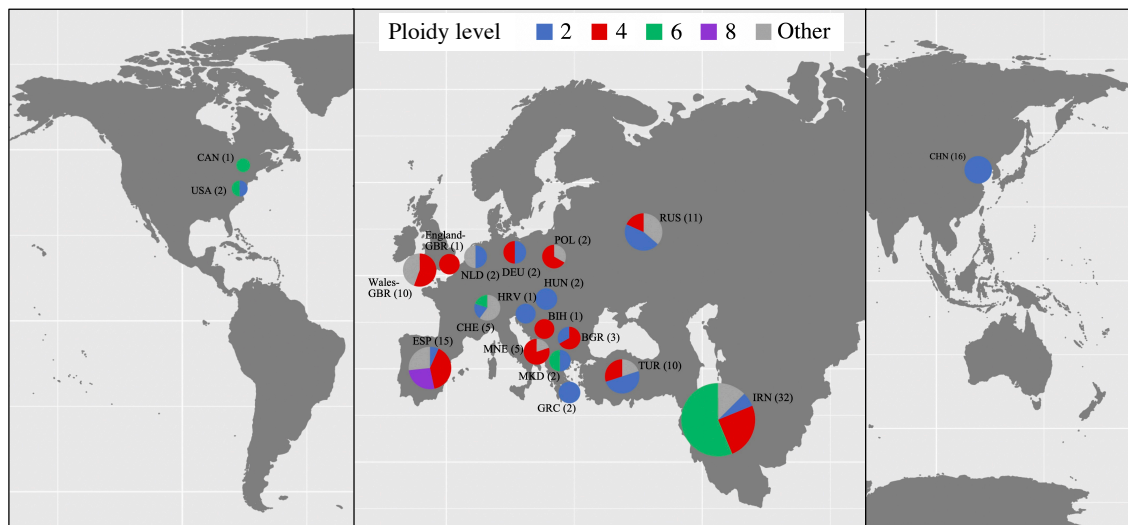 Ploidy level 2 4 6 8 Other
CAN (1)
USA (2)
CHN (16)
RUS (11)
England-
GBR (1)
POL (2)
NLD (2)
DEU (2)
Wales-
GBR (10)
HUN (2)
HRV (1)
BIH (1)
CHE (5)
BGR (3)
ESP (15)
MNE (5)
MKD (2)
TUR (10)
GRC (2)
IRN (32)